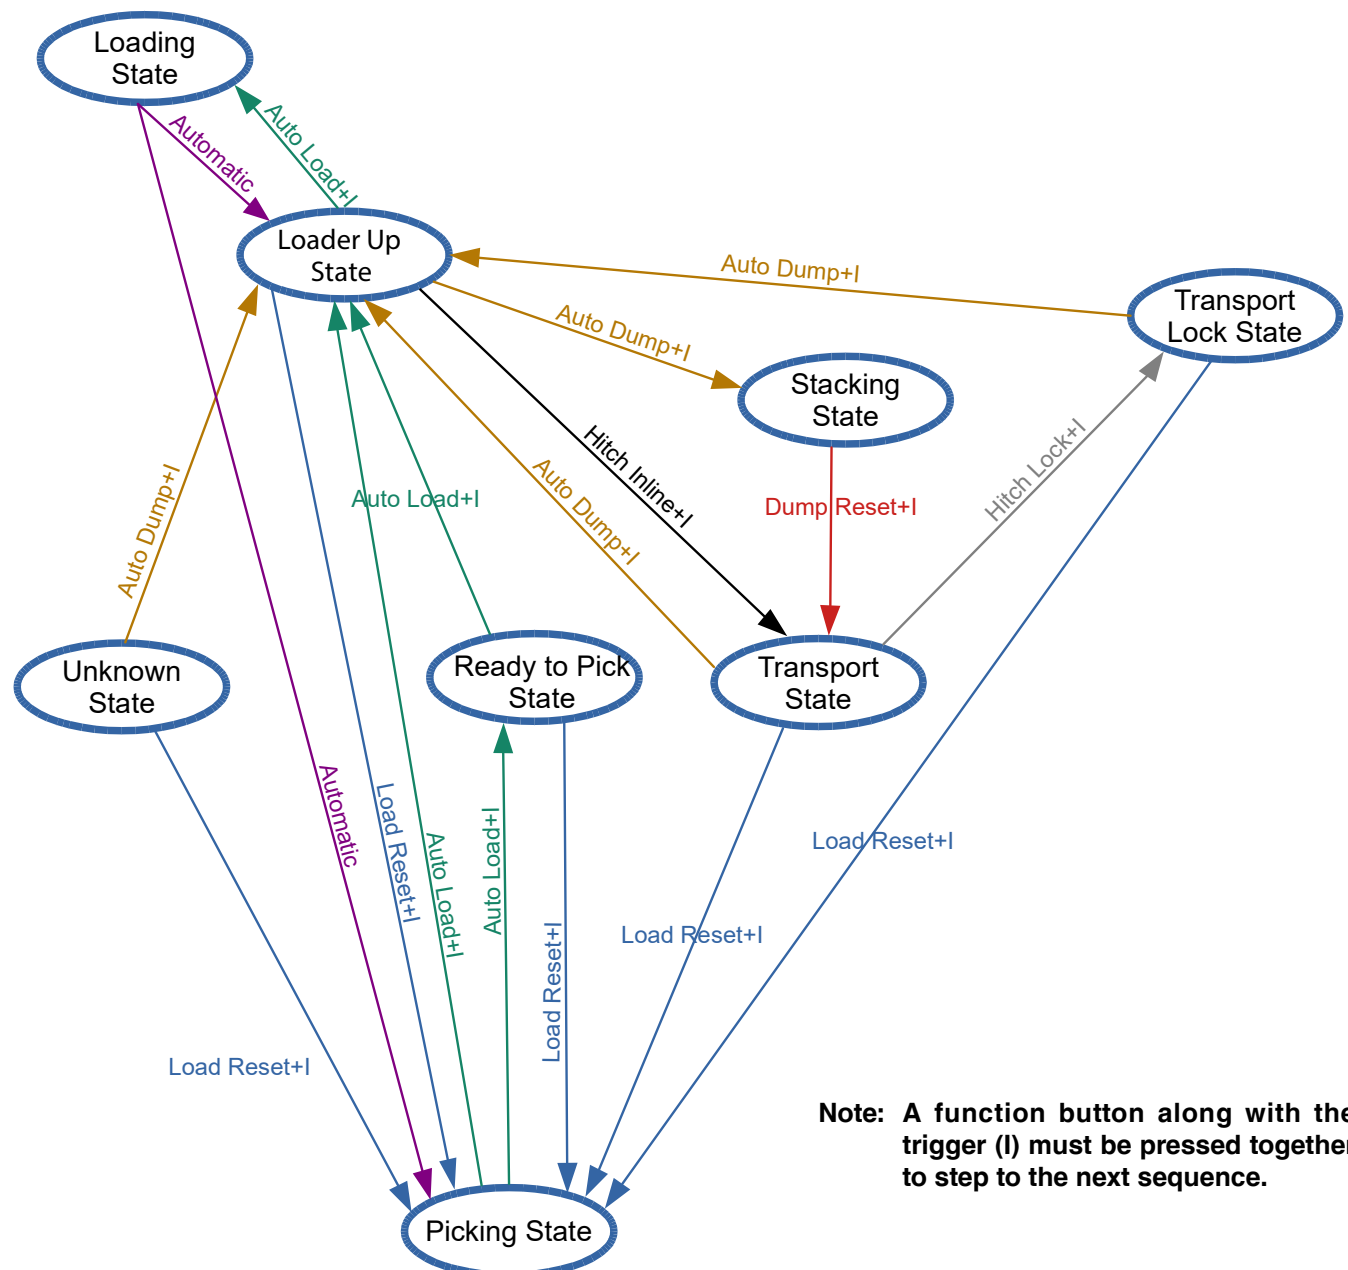 Loading
State
Automatic
Auto Load+I
Loader Up
State
Auto Dump+I
Transport
Lock State
Auto Dump+I
Stacking
State
Hitch Inline+I
Auto Dump+I
Auto Load+I
Dump Reset+I
Hitch Lock+I
Auto Dump+I
Unknown
State
Ready to Pick
State
Transport
State
Automatic
Load Reset+I
Auto Load+I
Auto Load+I
Load Reset+I
Load Reset+I
Load Reset+I
Load Reset+I
Note: A function button along with the
trigger (I) must be pressed together
to step to the next sequence.
Picking State